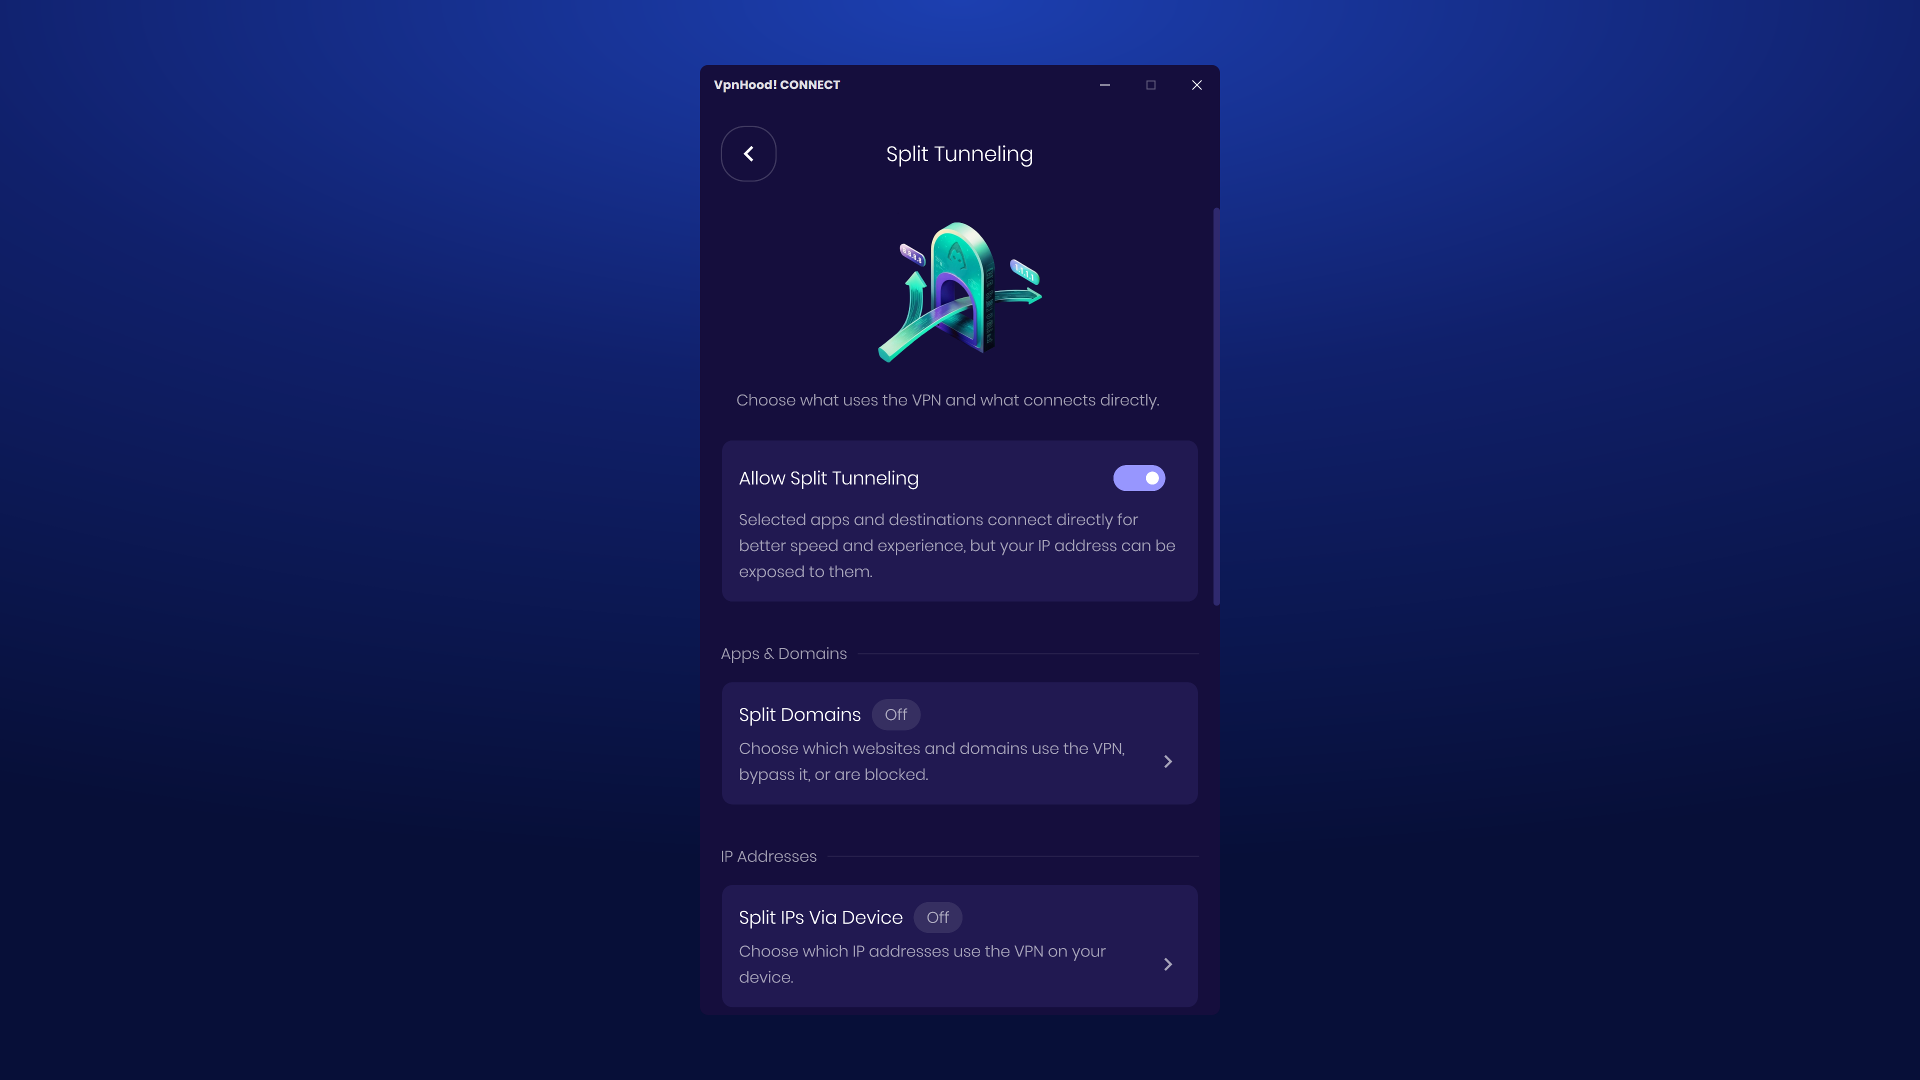 VpnHood! CONNECT
Split Tunneling
Choose what uses the VPN and what connects directly.
Allow Split Tunneling
Selected apps and destinations connect directly for
better speed and experience, but your IP address can be
exposed to them.
Apps & Domains
Split Domains Off
Choose which websites and domains use the VPN,
bypass it, or are blocked.
IP Addresses
Split IPs Via Device Off
Choose which IP addresses use the VPN on your
device.